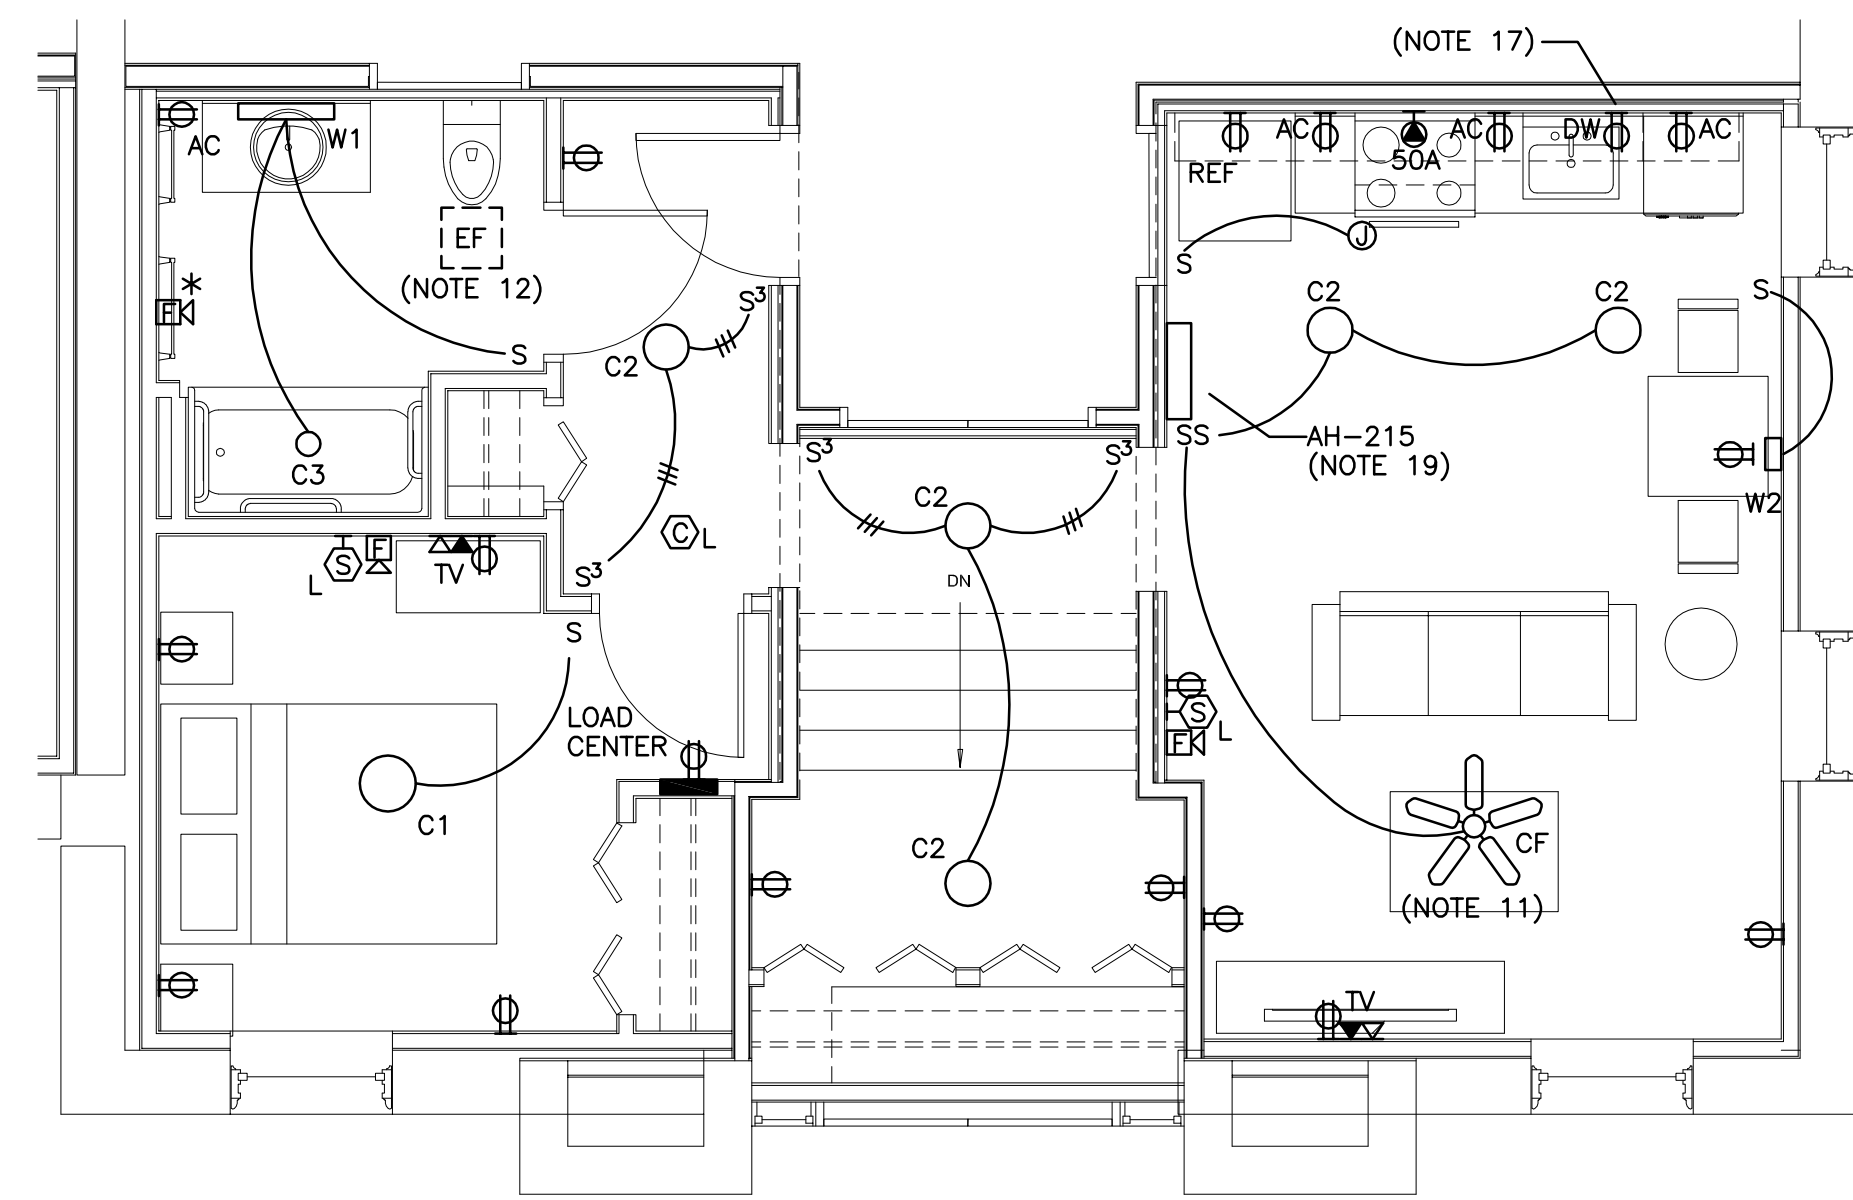 (NOTE 17)
AC
W1
AC
50A
AC
DW
AC
REF
EF
(NOTE 12)
*
F
S
S³
C2
S
J
C2
C2
S
AH-215
(NOTE 19)
SS
W2
C3
S³
C2
S³
C
L
S³
DN
L
S
F
TV
S
LOAD
CENTER
C1
S
L
F
C2
CF
(NOTE 11)
TV